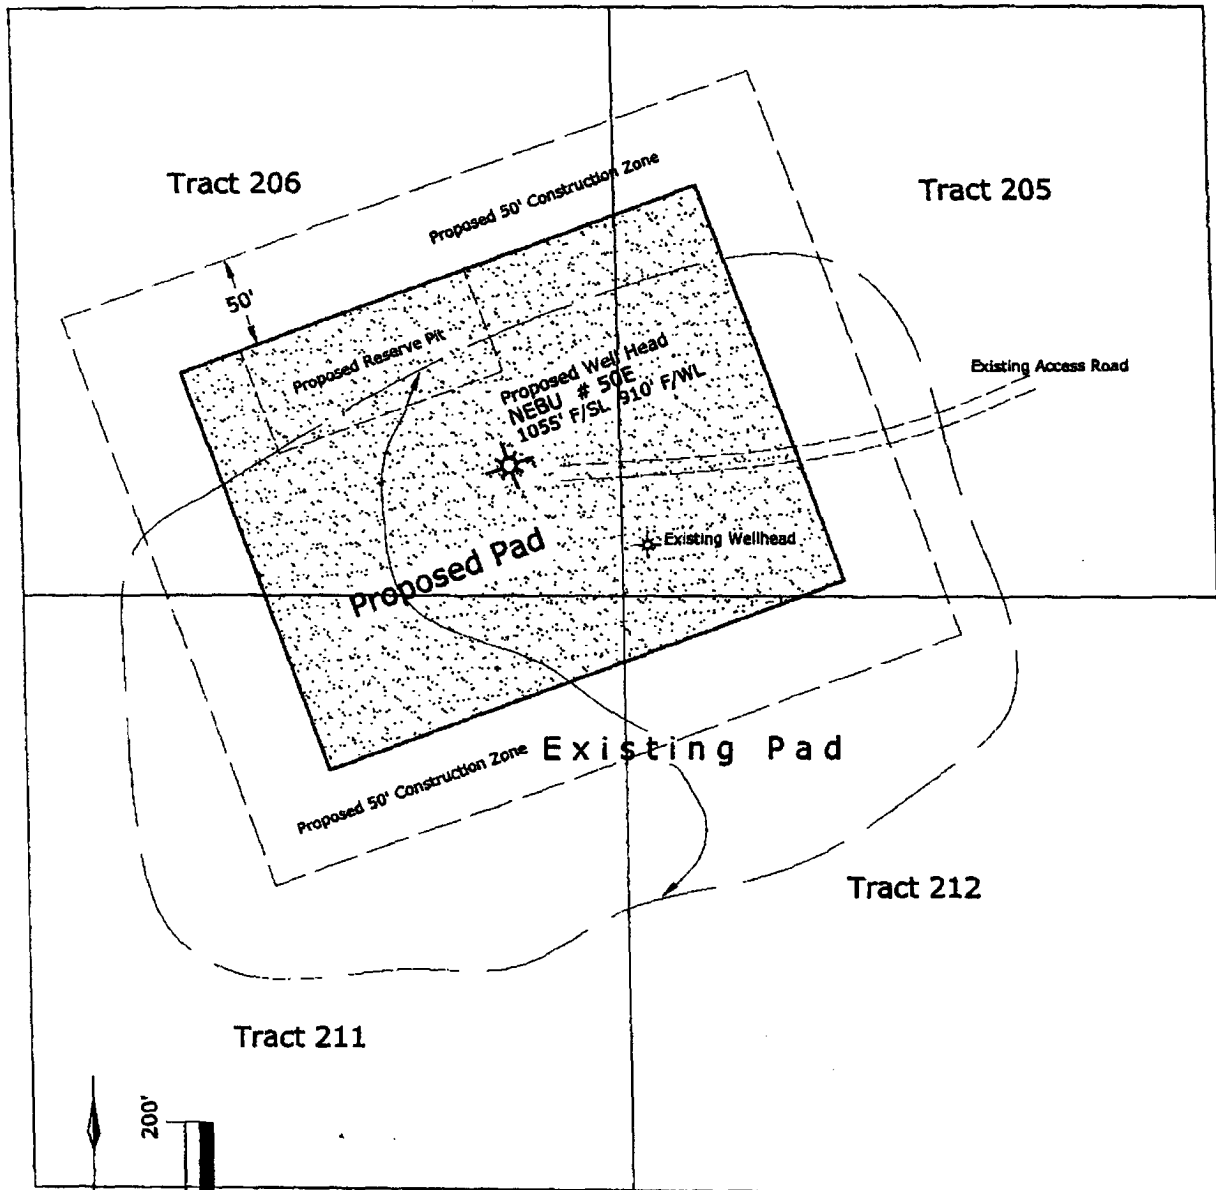 Tract 206
Proposed 50' Construction Zone
Tract 205
50'
Proposed Reserve Pit
Proposed Well Head
NEBU # 50E
1055' F/SL 910' F/WL
Existing Access Road
Existing Wellhead
Proposed Pad
Existing Pad
Proposed 50' Construction Zone
Tract 212
Tract 211
200'